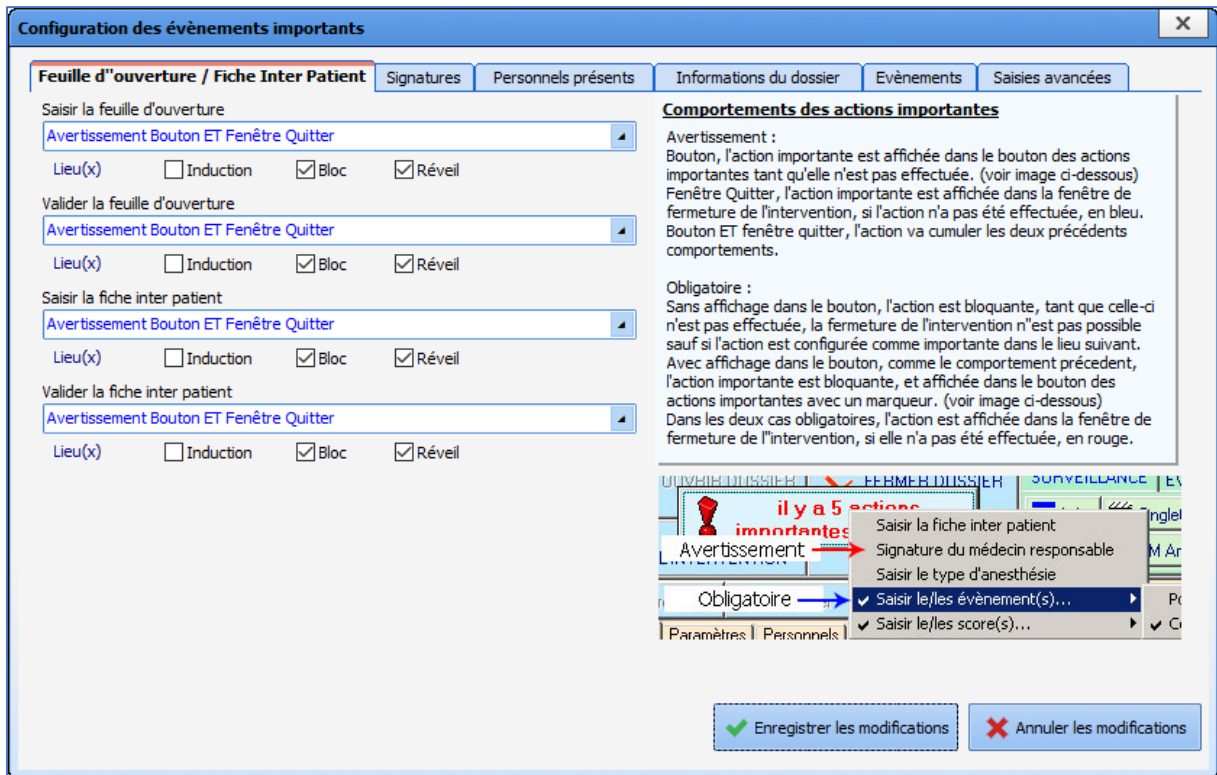 Configuration des évènements importants
Feuille d''ouverture / Fiche Inter Patient
Signatures
Personnels présents
Informations du dossier
Evènements
Saisies avancées
Saisir la feuille d'ouverture
Avertissement Bouton ET Fenêtre Quitter
Lieu(x) Induction Bloc Réveil
Valider la feuille d'ouverture
Avertissement Bouton ET Fenêtre Quitter
Lieu(x) Induction Bloc Réveil
Saisir la fiche inter patient
Avertissement Bouton ET Fenêtre Quitter
Lieu(x) Induction Bloc Réveil
Valider la fiche inter patient
Avertissement Bouton ET Fenêtre Quitter
Lieu(x) Induction Bloc Réveil
Comportements des actions importantes
Avertissement :
Bouton, l'action importante est affichée dans le bouton des actions
importantes tant qu'elle n'est pas effectuée. (voir image ci-dessous)
Fenêtre Quitter, l'action importante est affichée dans la fenêtre de
fermeture de l'intervention, si l'action n'a pas été effectuée, en bleu.
Bouton ET fenêtre quitter, l'action va cumuler les deux précédents
comportements.
Obligatoire :
Sans affichage dans le bouton, l'action est bloquante, tant que celle-ci
n'est pas effectuée, la fermeture de l'intervention n''est pas possible
sauf si l'action est configurée comme importante dans le lieu suivant.
Avec affichage dans le bouton, comme le comportement précedent,
l'action importante est bloquante, et affichée dans le bouton des
actions importantes avec un marqueur. (voir image ci-dessous)
Dans les deux cas obligatoires, l'action est affichée dans la fenêtre de
fermeture de l''intervention, si elle n'a pas été effectuée, en rouge.
OUVRIR DOSSIER FERMER DOSSIER SURVEILLANCE
il y a 5 actions
importantes
Saisir la fiche inter patient
Avertissement Signature du médecin responsable
Saisir le type d'anesthésie
Obligatoire Saisir le/les évènement(s)...
Paramètres Personnels Saisir le/les score(s)...
Enregistrer les modifications
Annuler les modifications